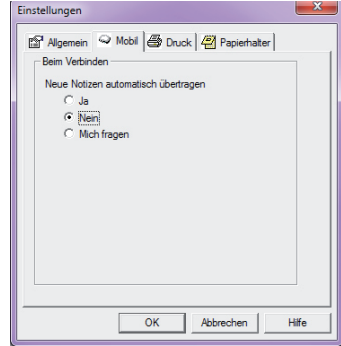 Einstellungen
Allgemein Mobil Druck Papierhalter
Beim Verbinden
Neue Notizen automatisch übertragen
Ja
Nein
Mich fragen
OK Abbrechen Hilfe